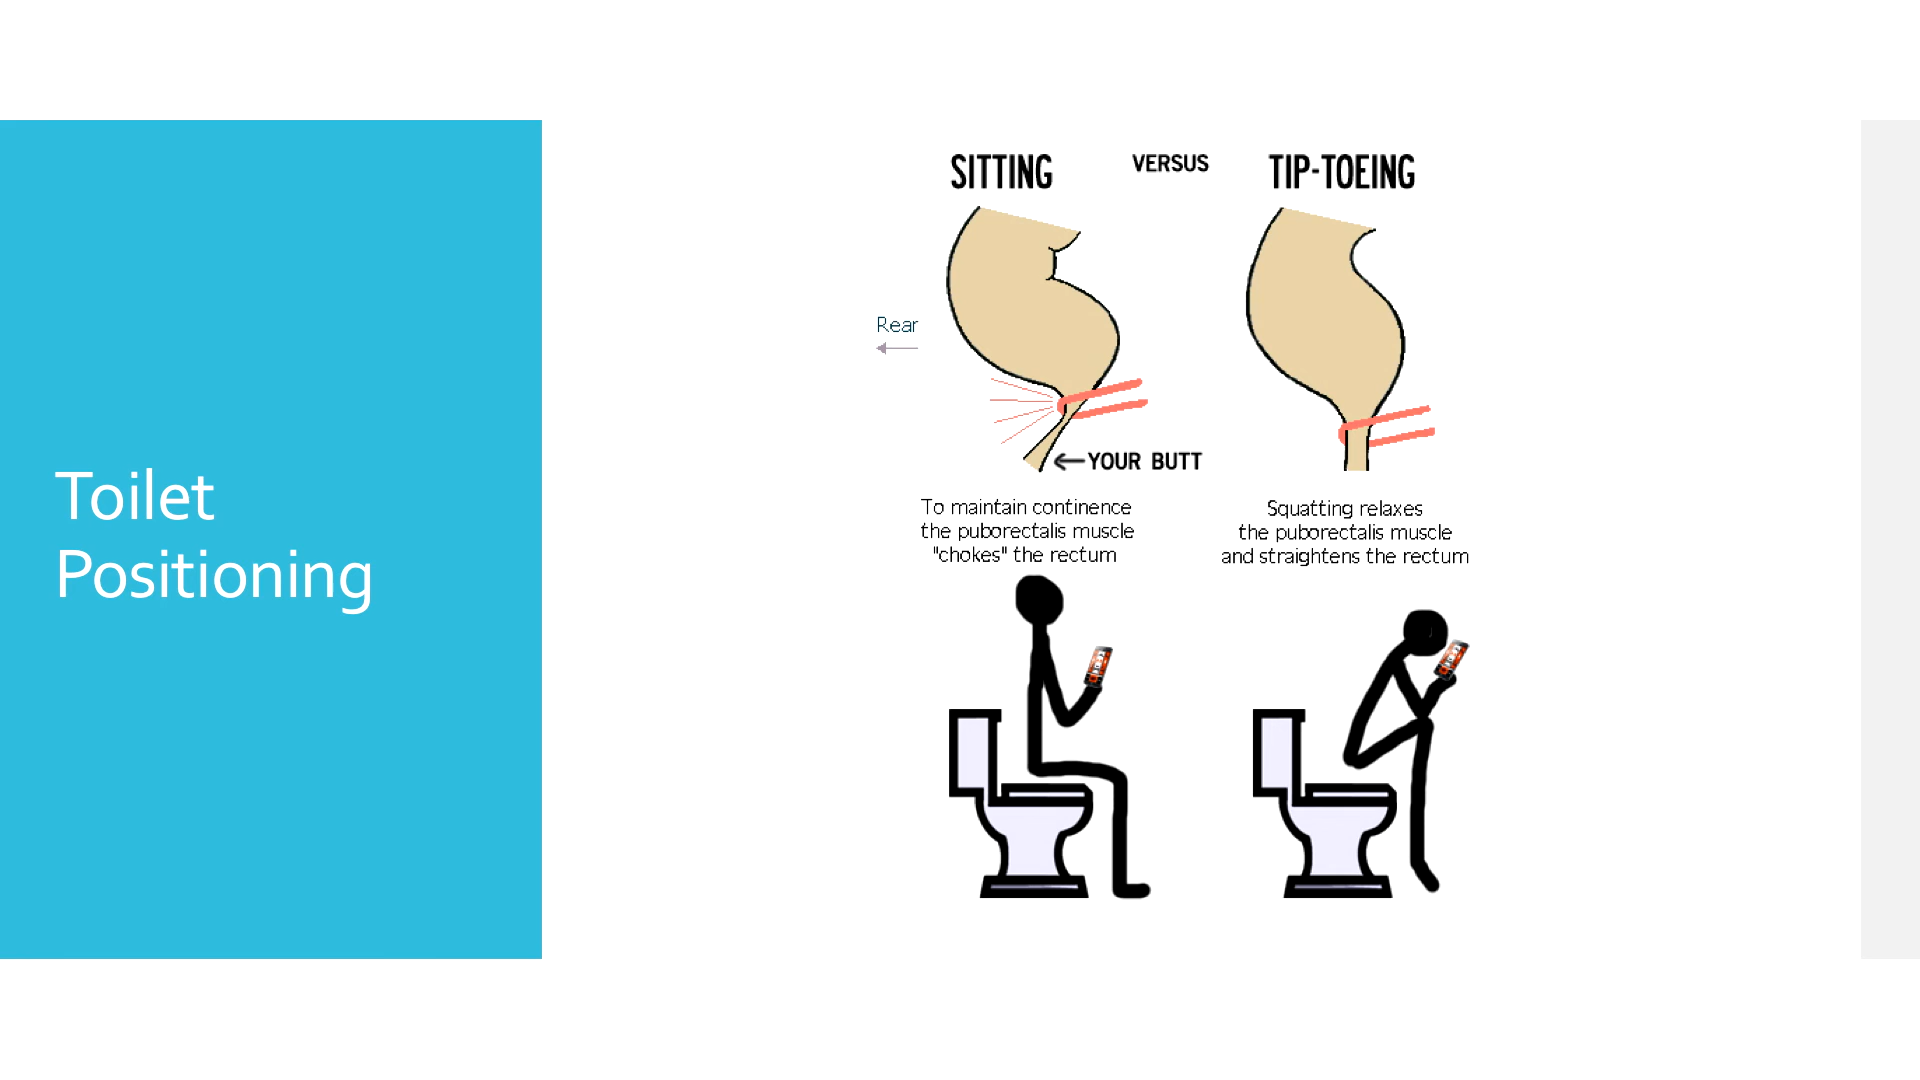 Toilet
Positioning
SITTING
VERSUS
TIP-TOEING
Rear
YOUR BUTT
To maintain continence
the puborectalis muscle
"chokes" the rectum
Squatting relaxes
the puborectalis muscle
and straightens the rectum